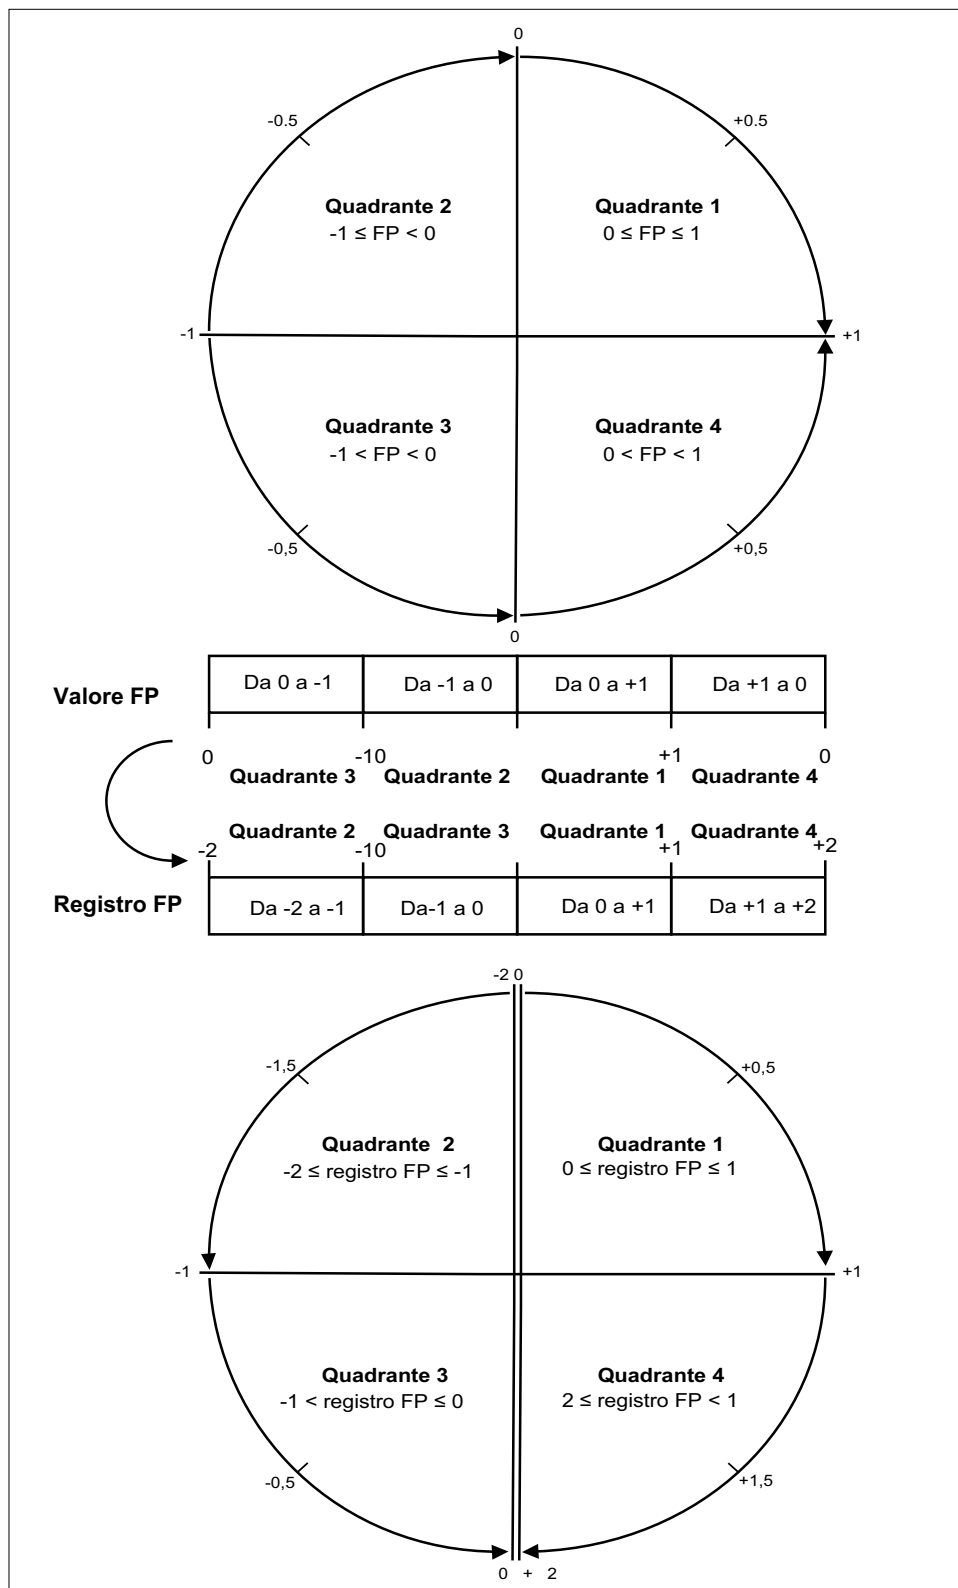 0
-0.5 +0.5
Quadrante 2 Quadrante 1
-1 ≤ FP < 0 0 ≤ FP ≤ 1
-1 +1
Quadrante 3 Quadrante 4
-1 < FP < 0 0 < FP < 1
-0,5 +0,5
0
Valore FP Da 0 a -1 Da -1 a 0 Da 0 a +1 Da +1 a 0
0 -10 +1 0
Quadrante 3 Quadrante 2 Quadrante 1 Quadrante 4
Quadrante 2 Quadrante 3 Quadrante 1 Quadrante 4
-2 -10 +1 +2
Registro FP Da -2 a -1 Da-1 a 0 Da 0 a +1 Da +1 a +2
-2 0
-1,5 +0,5
Quadrante 2 Quadrante 1
-2 ≤ registro FP ≤ -1 0 ≤ registro FP ≤ 1
-1 +1
Quadrante 3 Quadrante 4
-1 < registro FP ≤ 0 2 ≤ registro FP < 1
-0,5 +1,5
0 + 2